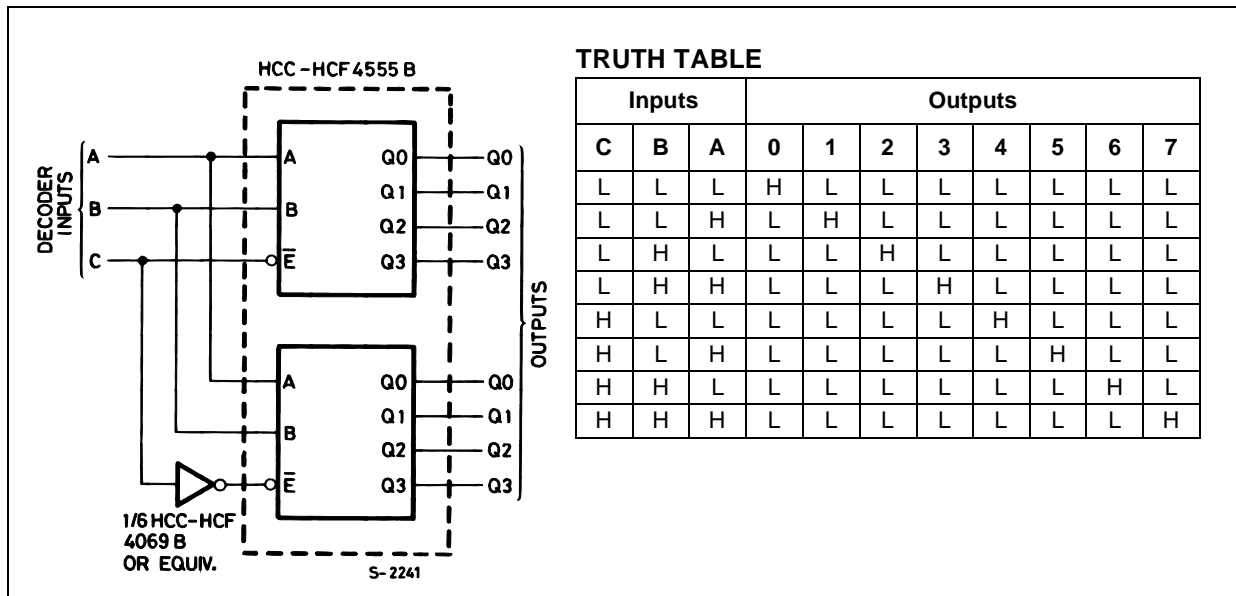 HCC-HCF 4555 B
DECODER
INPUTS
A
B
C
A
B
E
Q0
Q1
Q2
Q3
Q0
Q1
Q2
Q3
A
B
E
Q0
Q1
Q2
Q3
Q0
Q1
Q2
Q3
OUTPUTS
1/6 HCC-HCF
4069 B
OR EQUIV.
S-2241
TRUTH TABLE
Inputs Outputs
C B A 0 1 2 3 4 5 6 7
L L L H L L L L L L L
L L H L H L L L L L L
L H L L L H L L L L L
L H H L L L H L L L L
H L L L L L L H L L L
H L H L L L L L H L L
H H L L L L L L L H L
H H H L L L L L L L H